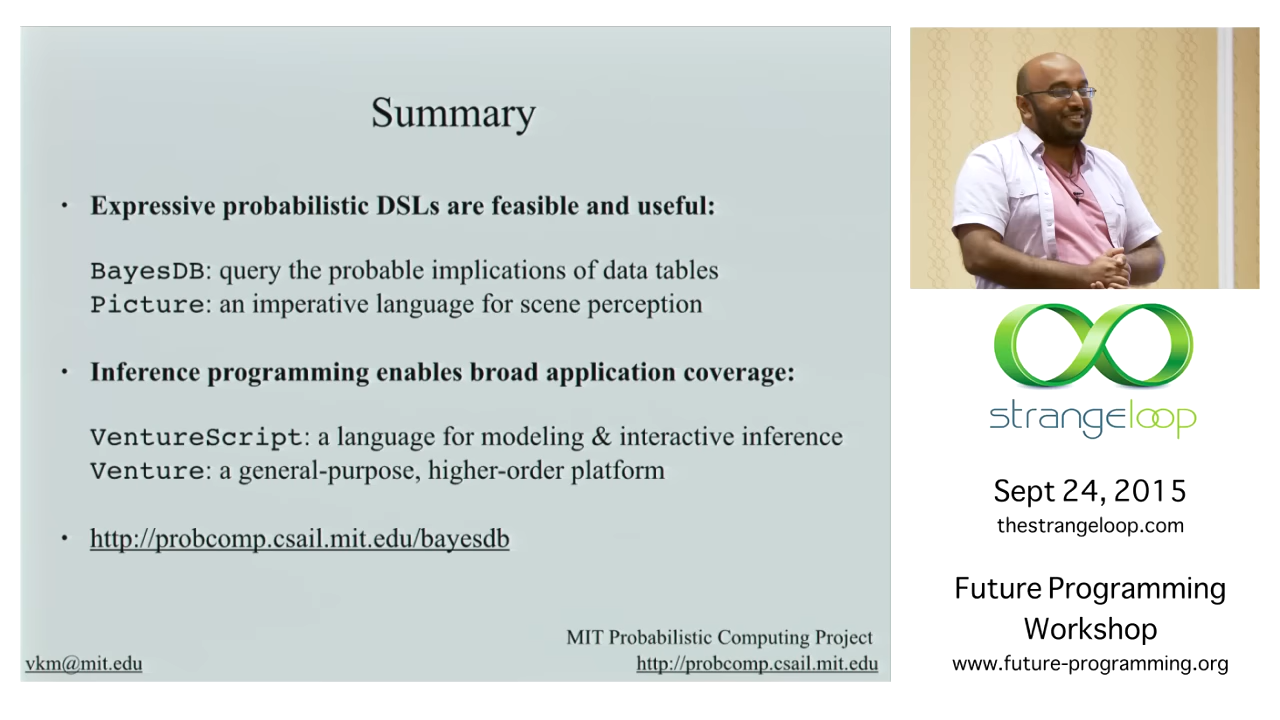 Summary
• Expressive probabilistic DSLs are feasible and useful:
BayesDB: query the probable implications of data tables
Picture: an imperative language for scene perception
• Inference programming enables broad application coverage:
VentureScript: a language for modeling & interactive inference
Venture: a general-purpose, higher-order platform
• http://probcomp.csail.mit.edu/bayesdb
MIT Probabilistic Computing Project
vkm@mit.edu
http://probcomp.csail.mit.edu
strangeloop
Sept 24, 2015
thestrangeloop.com
Future Programming
Workshop
www.future-programming.org